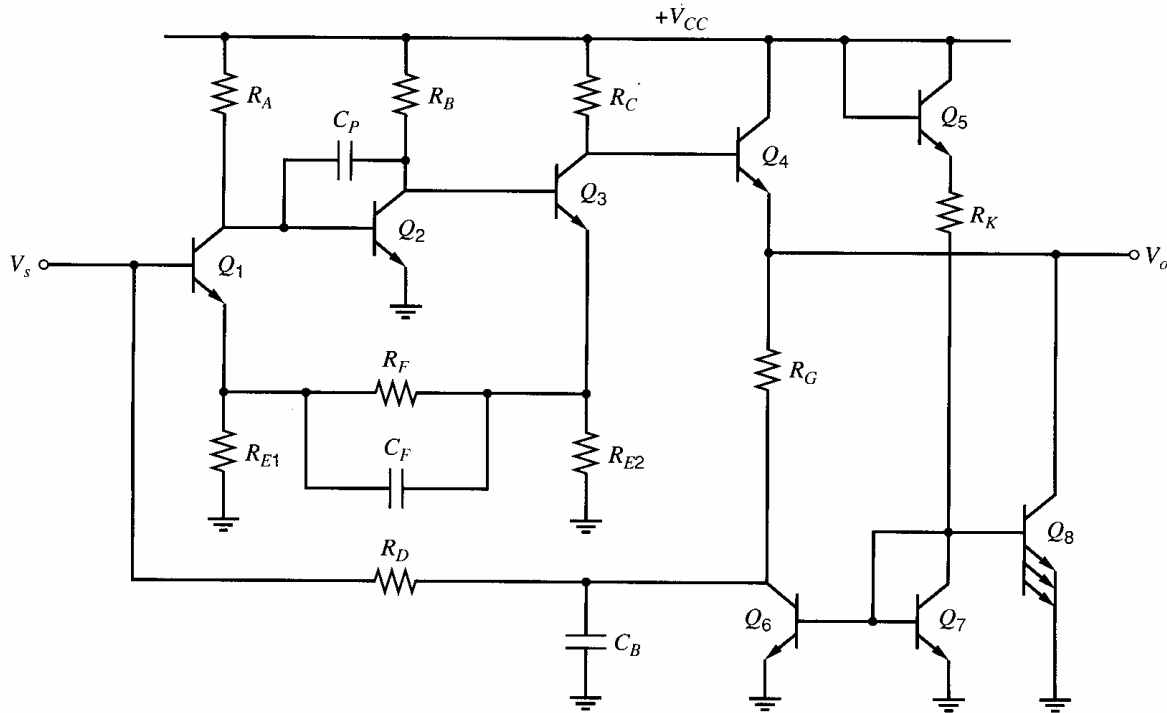 +V_CC
R_A
R_B
R_C
C_P
Q_5
Q_4
Q_3
Q_2
R_K
V_s
Q_1
V_o
R_F
R_G
R_E1
C_F
R_E2
Q_8
R_D
Q_6
Q_7
C_B